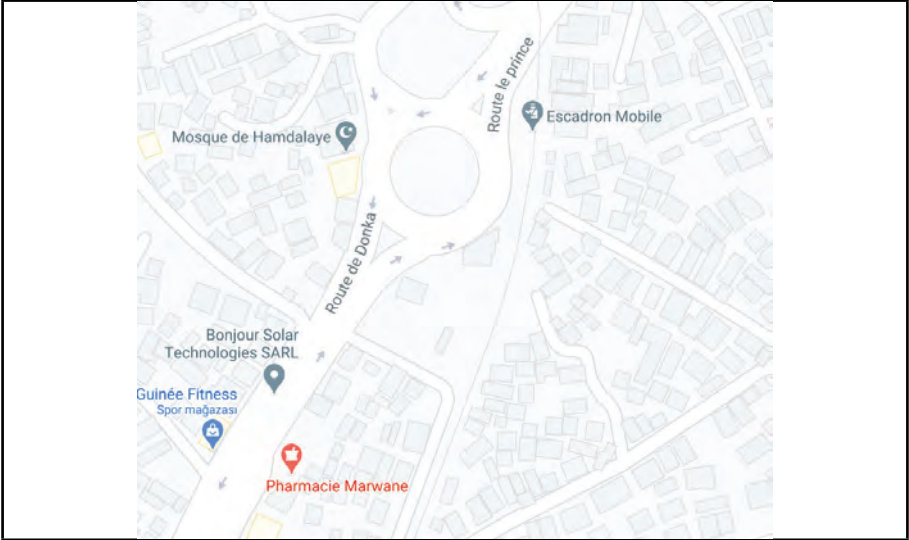 Route le prince
Escadron Mobile
Mosque de Hamdalaye
Route de Donka
Bonjour Solar
Technologies SARL
Guinée Fitness
Spor mağazası
Pharmacie Marwane